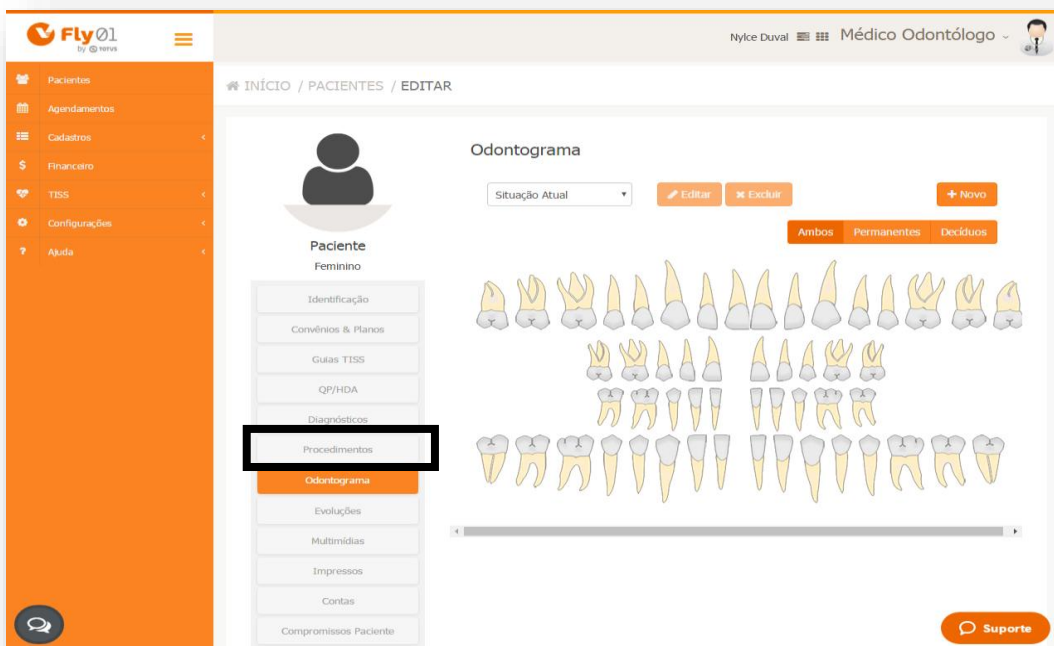 Fly01
by vorus
Nylce Duval
Médico Odontólogo
Pacientes
Agendamentos
Cadastros
Financeiro
TISS
Configurações
Ajuda
INÍCIO / PACIENTES / EDITAR
Paciente
Feminino
Identificação
Convênios & Planos
Guias TISS
QP/HDA
Diagnósticos
Procedimentos
Odontograma
Evoluções
Multimídias
Impressos
Contas
Compromissos Paciente
Odontograma
Situação Atual
Editar
Excluir
+ Novo
Ambos
Permanentes
Decíduos
Suporte